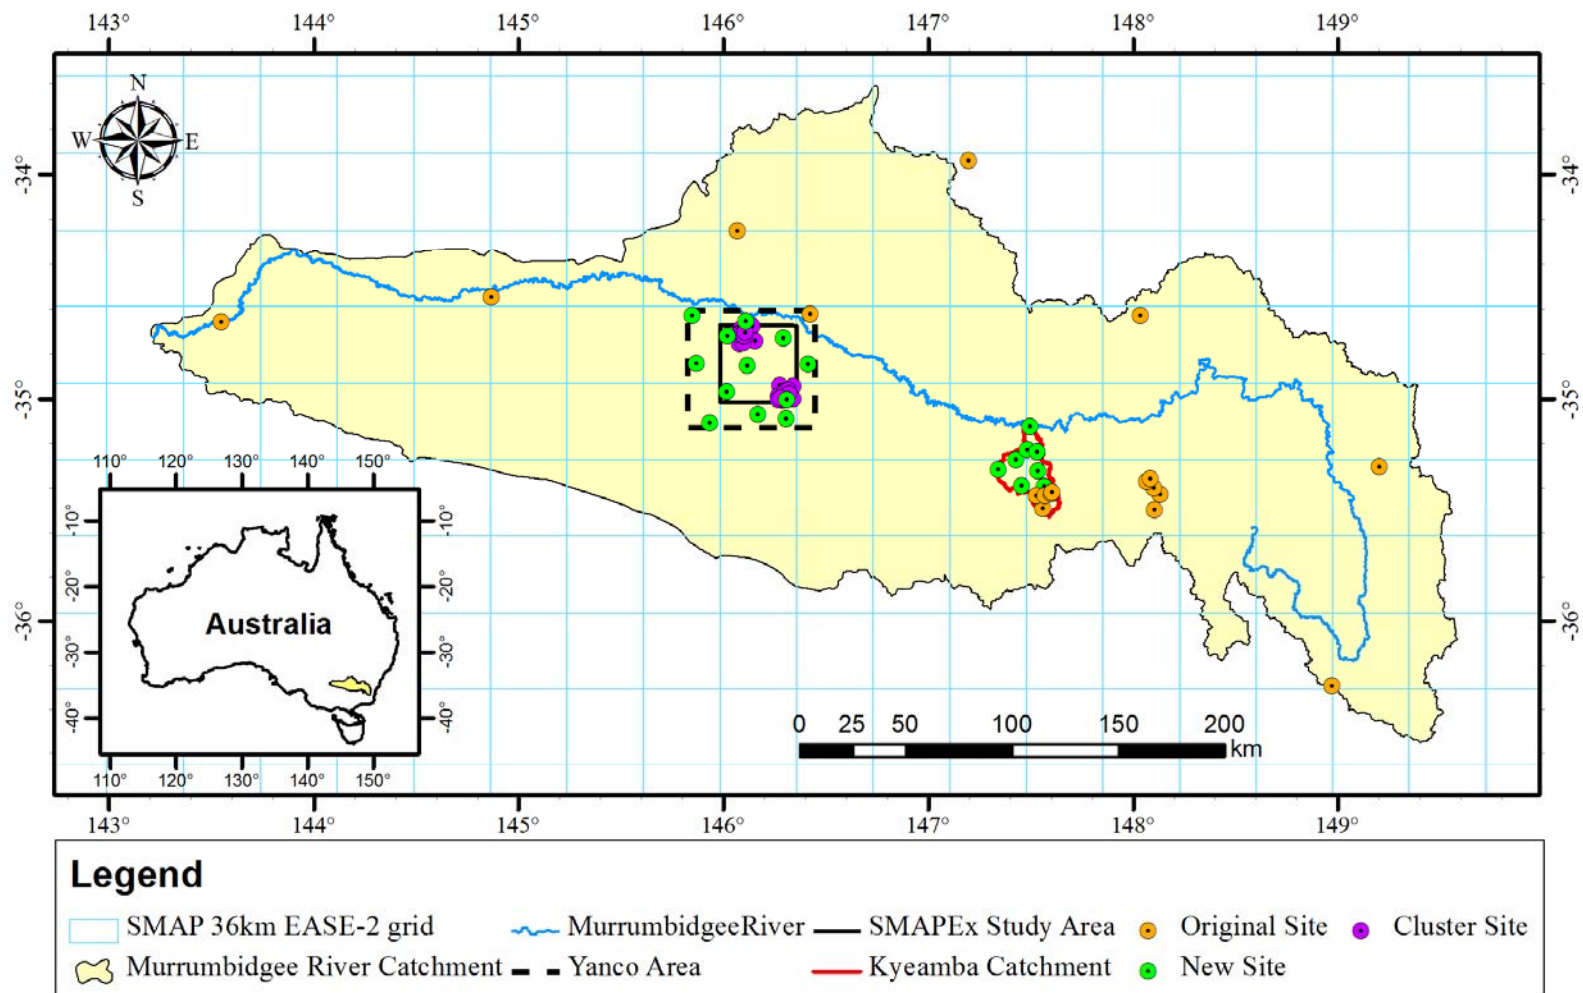 143° 144° 145° 146° 147° 148° 149°
N
W E
S
-34° -34°
-35° -35°
-36° -36°
110° 120° 130° 140° 150°
-10° -10°
-20° -20°
-30° -30°
-40° -40°
Australia
110° 120° 130° 140° 150°
0 25 50 100 150 200
km
143° 144° 145° 146° 147° 148° 149°
Legend
SMAP 36km EASE-2 grid MurrumbidgeeRiver SMAPEx Study Area Original Site Cluster Site
Murrumbidgee River Catchment Yanco Area Kyeamba Catchment New Site